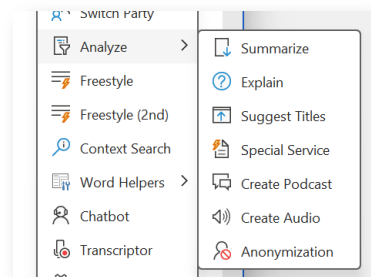 Switch Party
Analyze
Freestyle
Freestyle (2nd)
Context Search
Word Helpers
Chatbot
Transcriptor
Summarize
Explain
Suggest Titles
Special Service
Create Podcast
Create Audio
Anonymization